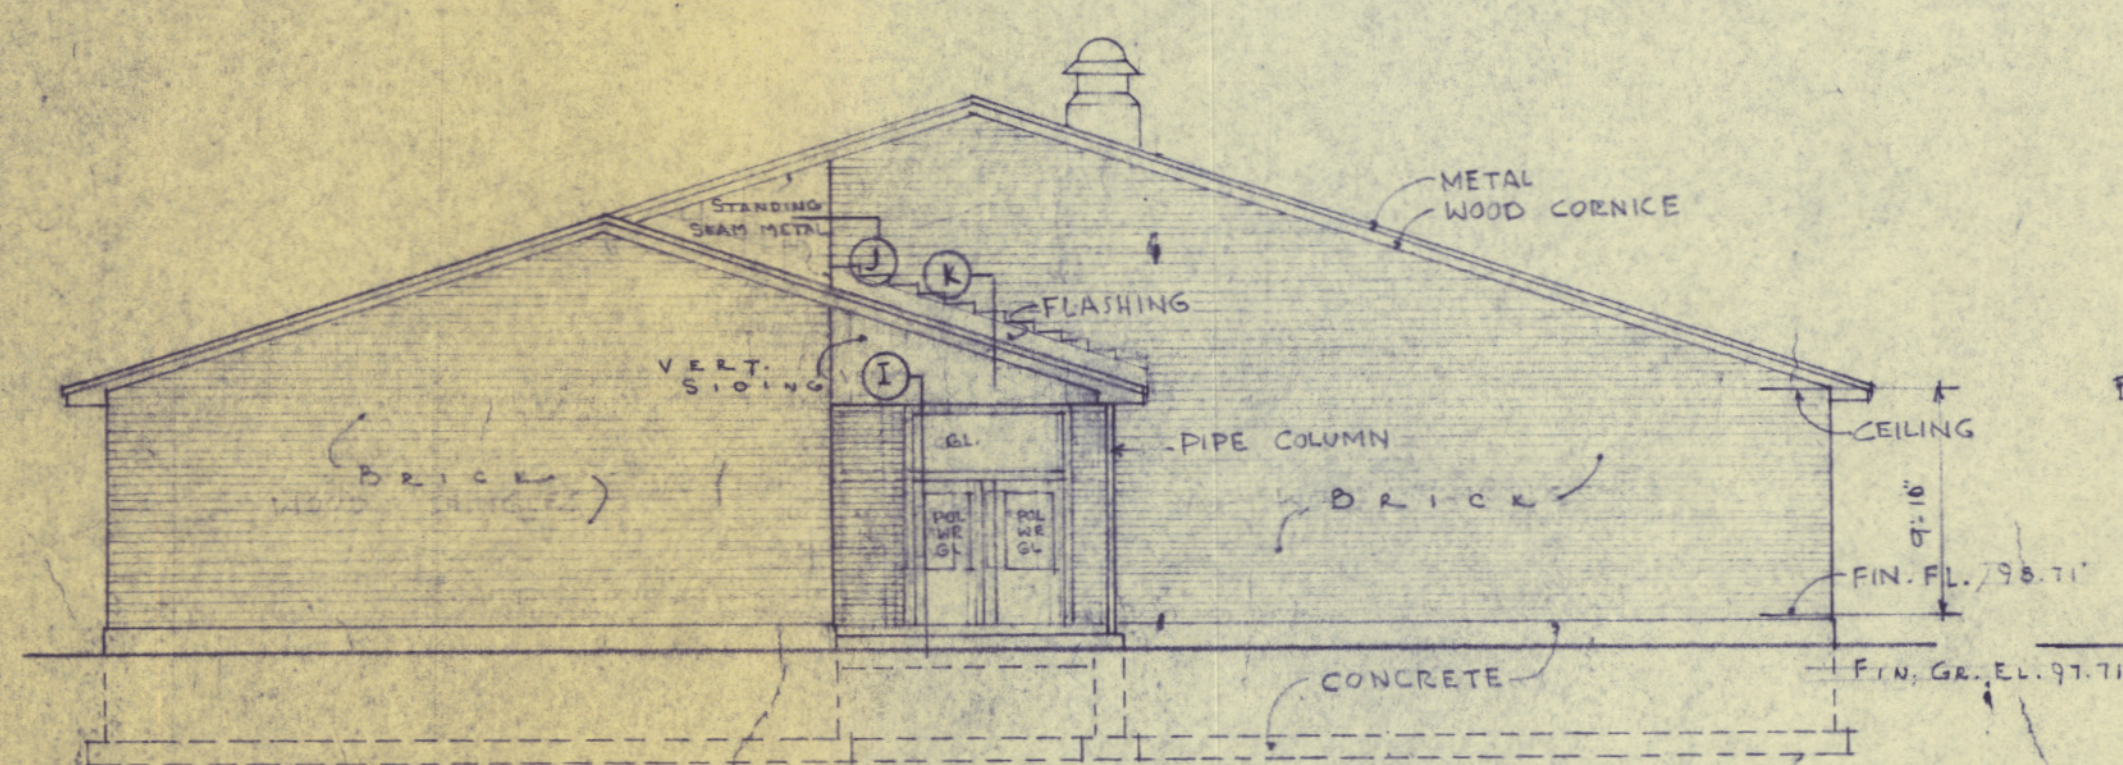 METAL
WOOD CORNICE
STANDING
SEAM METAL
J
K
FLASHING
VERT.
SIDING
I
GL.
PIPE COLUMN
CEILING
BRICK
BRICK
POL
WR
GL
POL
WR
GL
9'-10"
FIN. FL. 98.71'
CONCRETE
FIN. GR. EL. 97.71